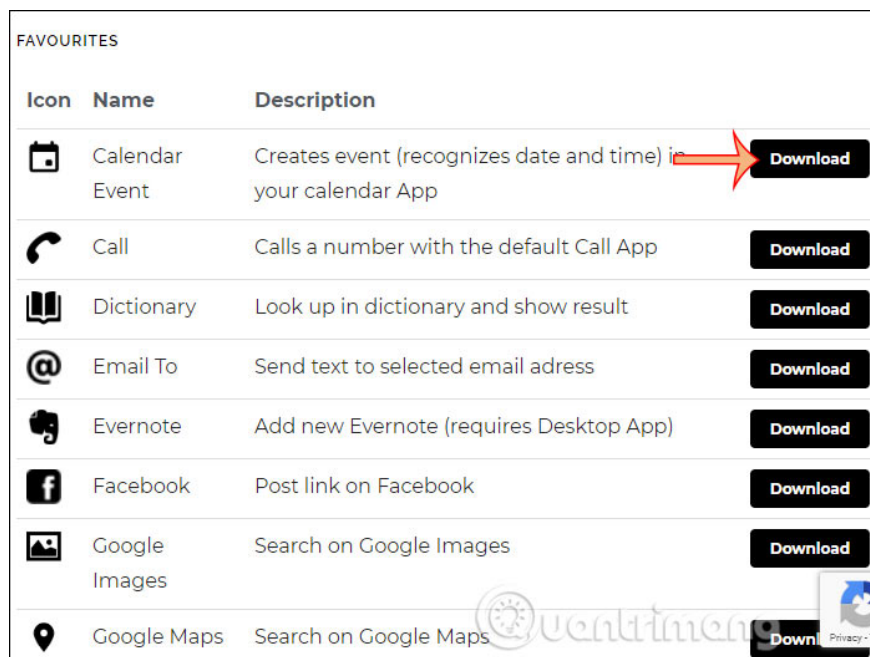 FAVOURITES
Icon Name Description
Calendar Creates event (recognizes date and time) in Download
Event your calendar App
Call Calls a number with the default Call App Download
Dictionary Look up in dictionary and show result Download
@ Email To Send text to selected email adress Download
Evernote Add new Evernote (requires Desktop App) Download
f Facebook Post link on Facebook Download
Google Search on Google Images Download
Images
Google Maps Search on Google Maps Quantrimang Downl
Privacy -